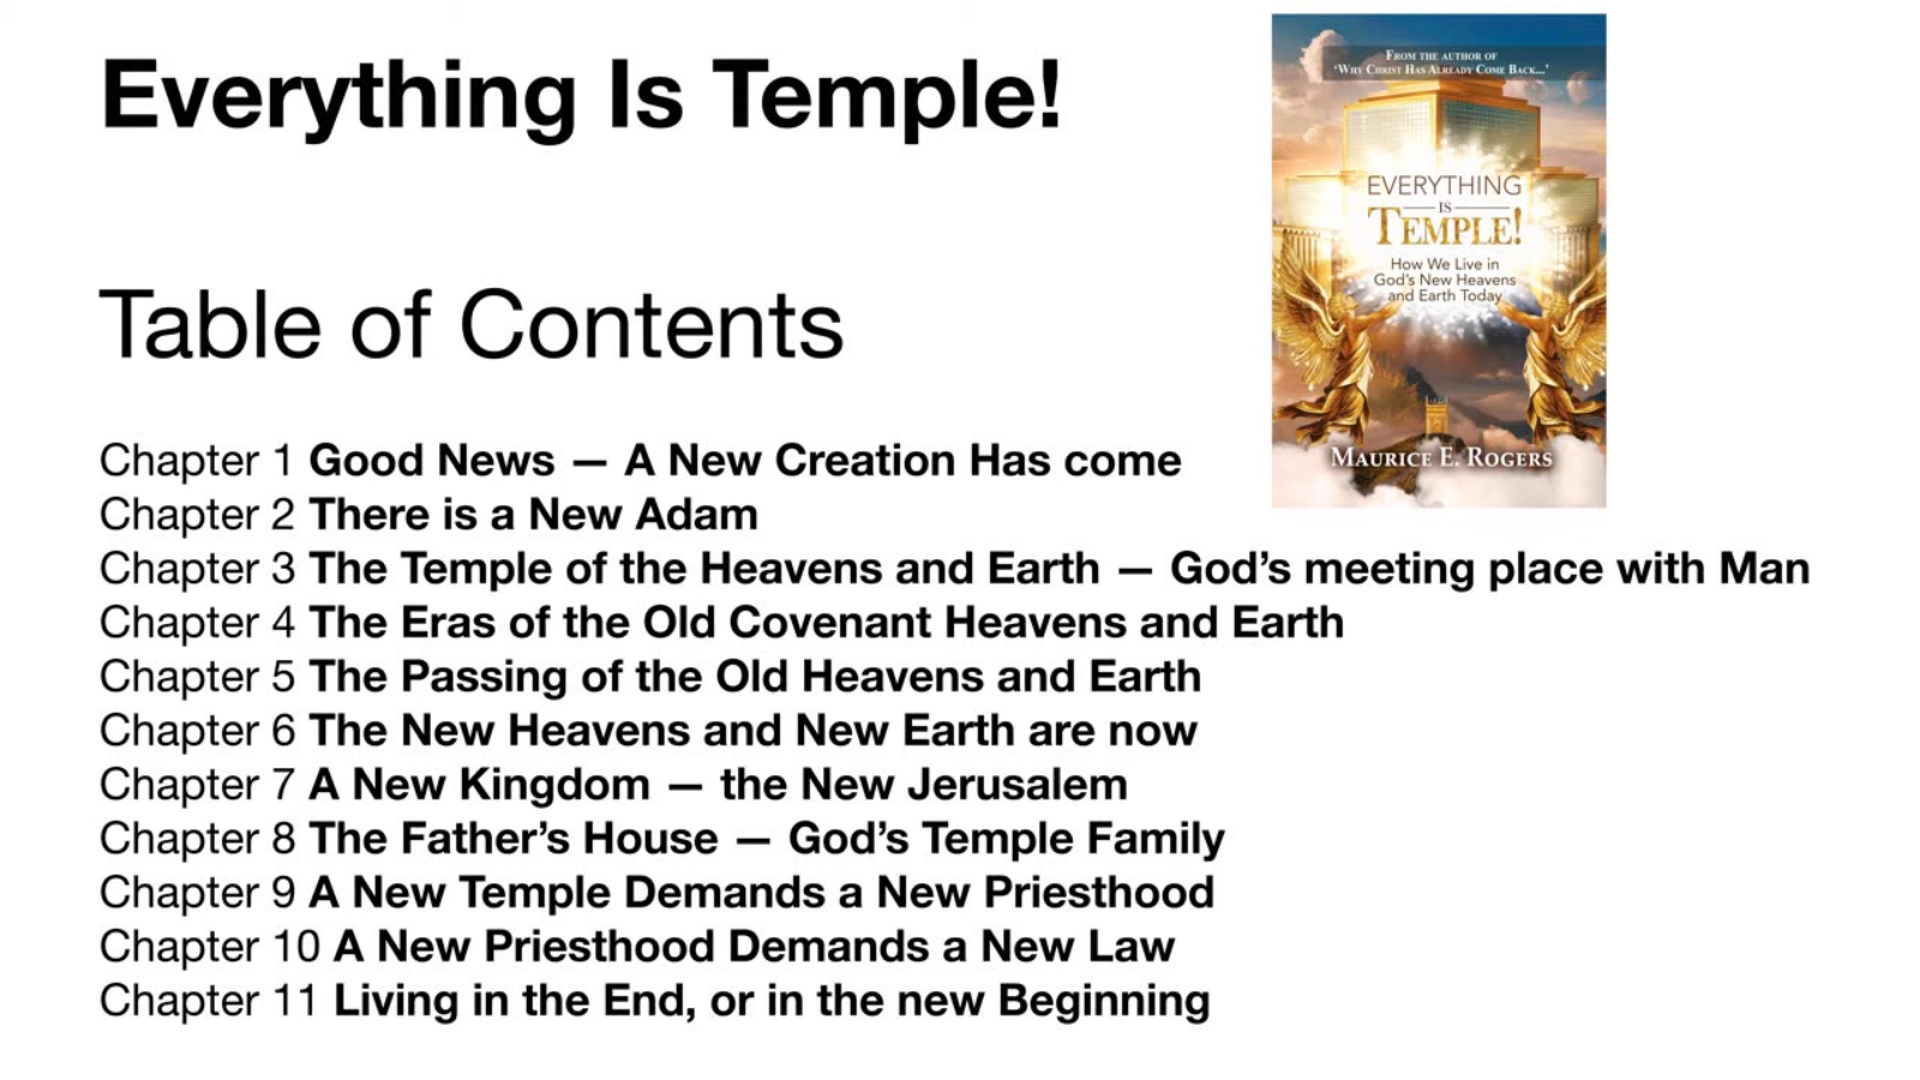 Everything Is Temple!
Table of Contents
Chapter 1 Good News — A New Creation Has come
Chapter 2 There is a New Adam
Chapter 3 The Temple of the Heavens and Earth — God’s meeting place with Man
Chapter 4 The Eras of the Old Covenant Heavens and Earth
Chapter 5 The Passing of the Old Heavens and Earth
Chapter 6 The New Heavens and New Earth are now
Chapter 7 A New Kingdom — the New Jerusalem
Chapter 8 The Father’s House — God’s Temple Family
Chapter 9 A New Temple Demands a New Priesthood
Chapter 10 A New Priesthood Demands a New Law
Chapter 11 Living in the End, or in the new Beginning
FROM THE AUTHOR OF
‘WHY CHRIST HAS ALREADY COME BACK...’
EVERYTHING
IS
TEMPLE!
How We Live in
God’s New Heavens
and Earth Today
MAURICE E. ROGERS